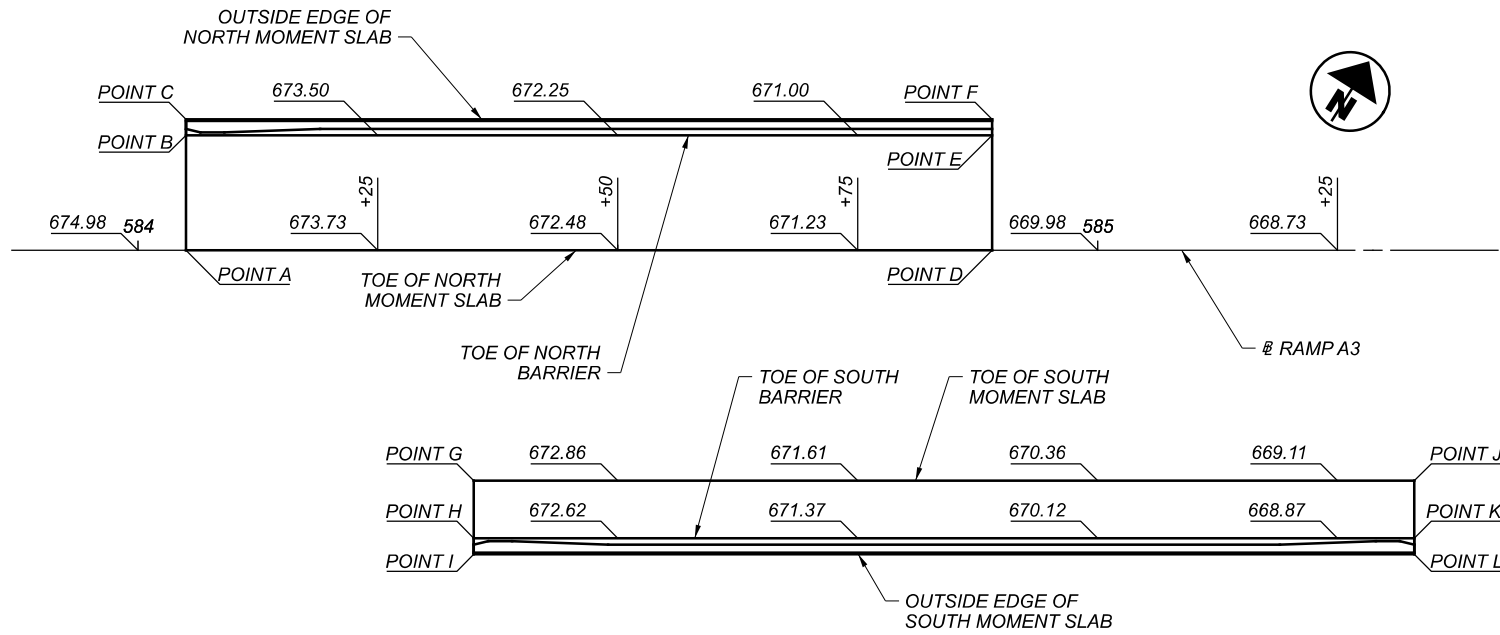 OUTSIDE EDGE OF
NORTH MOMENT SLAB
POINT C
673.50
672.25
671.00
POINT F
N
POINT B
POINT E
+25
+50
+75
+25
674.98
584
673.73
672.48
671.23
669.98
585
668.73
POINT A
TOE OF NORTH
MOMENT SLAB
POINT D
TOE OF NORTH
BARRIER
℄ RAMP A3
TOE OF SOUTH
BARRIER
TOE OF SOUTH
MOMENT SLAB
POINT G
672.86
671.61
670.36
669.11
POINT J
POINT H
672.62
671.37
670.12
668.87
POINT K
POINT I
POINT L
OUTSIDE EDGE OF
SOUTH MOMENT SLAB